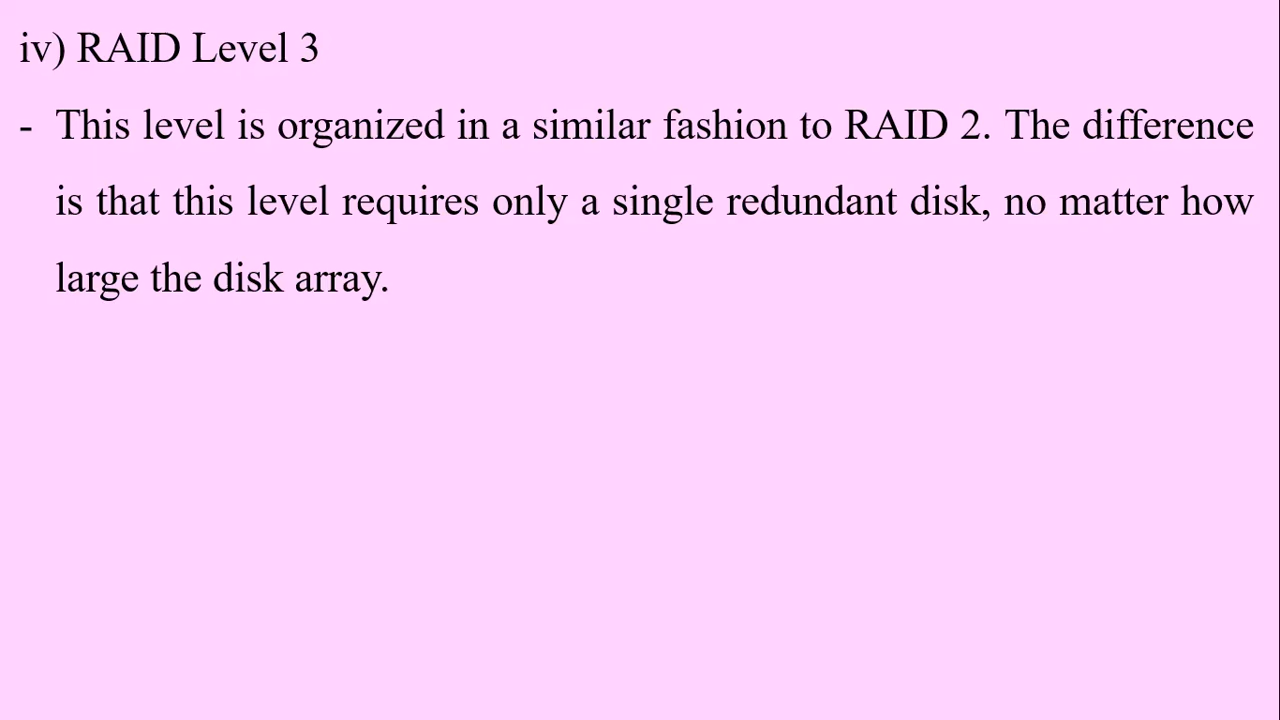 iv) RAID Level 3
- This level is organized in a similar fashion to RAID 2. The difference
is that this level requires only a single redundant disk, no matter how
large the disk array.